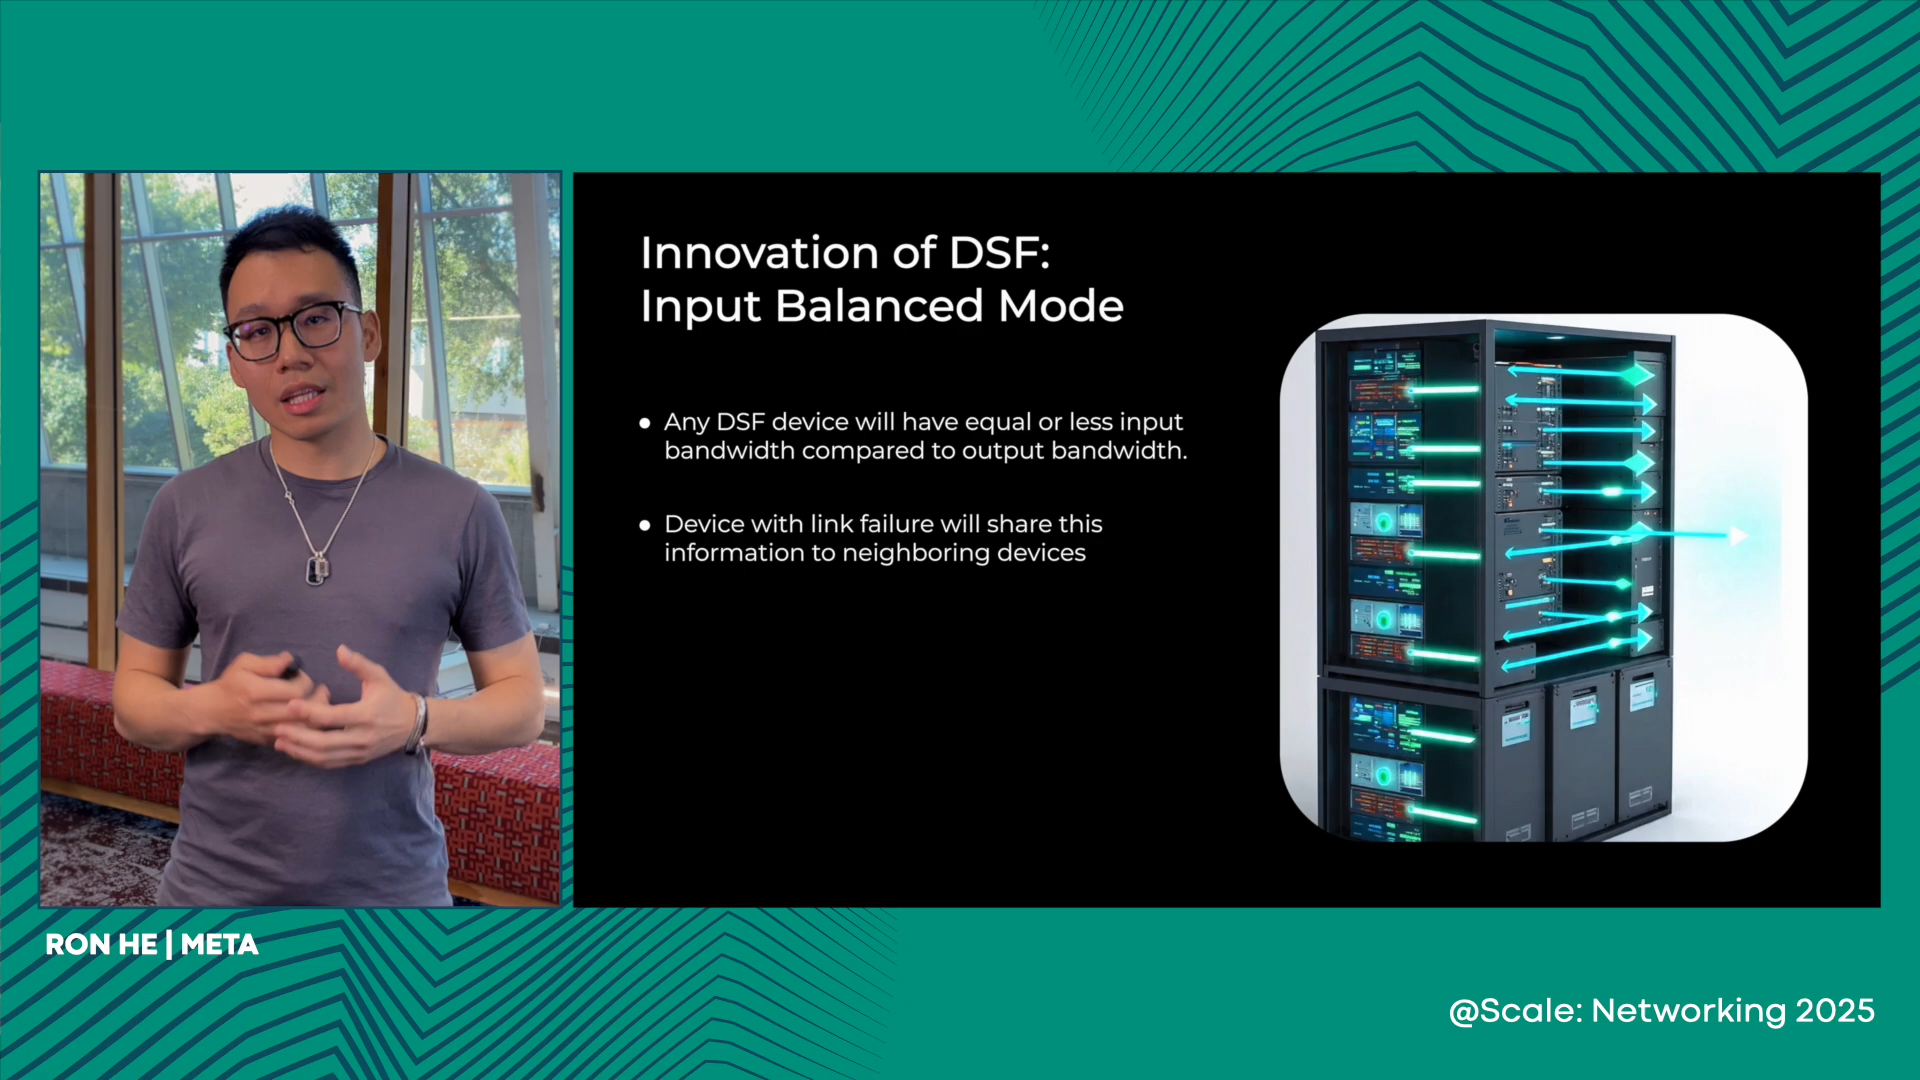 Innovation of DSF:
Input Balanced Mode
● Any DSF device will have equal or less input
bandwidth compared to output bandwidth.
● Device with link failure will share this
information to neighboring devices
RON HE | META
@Scale: Networking 2025